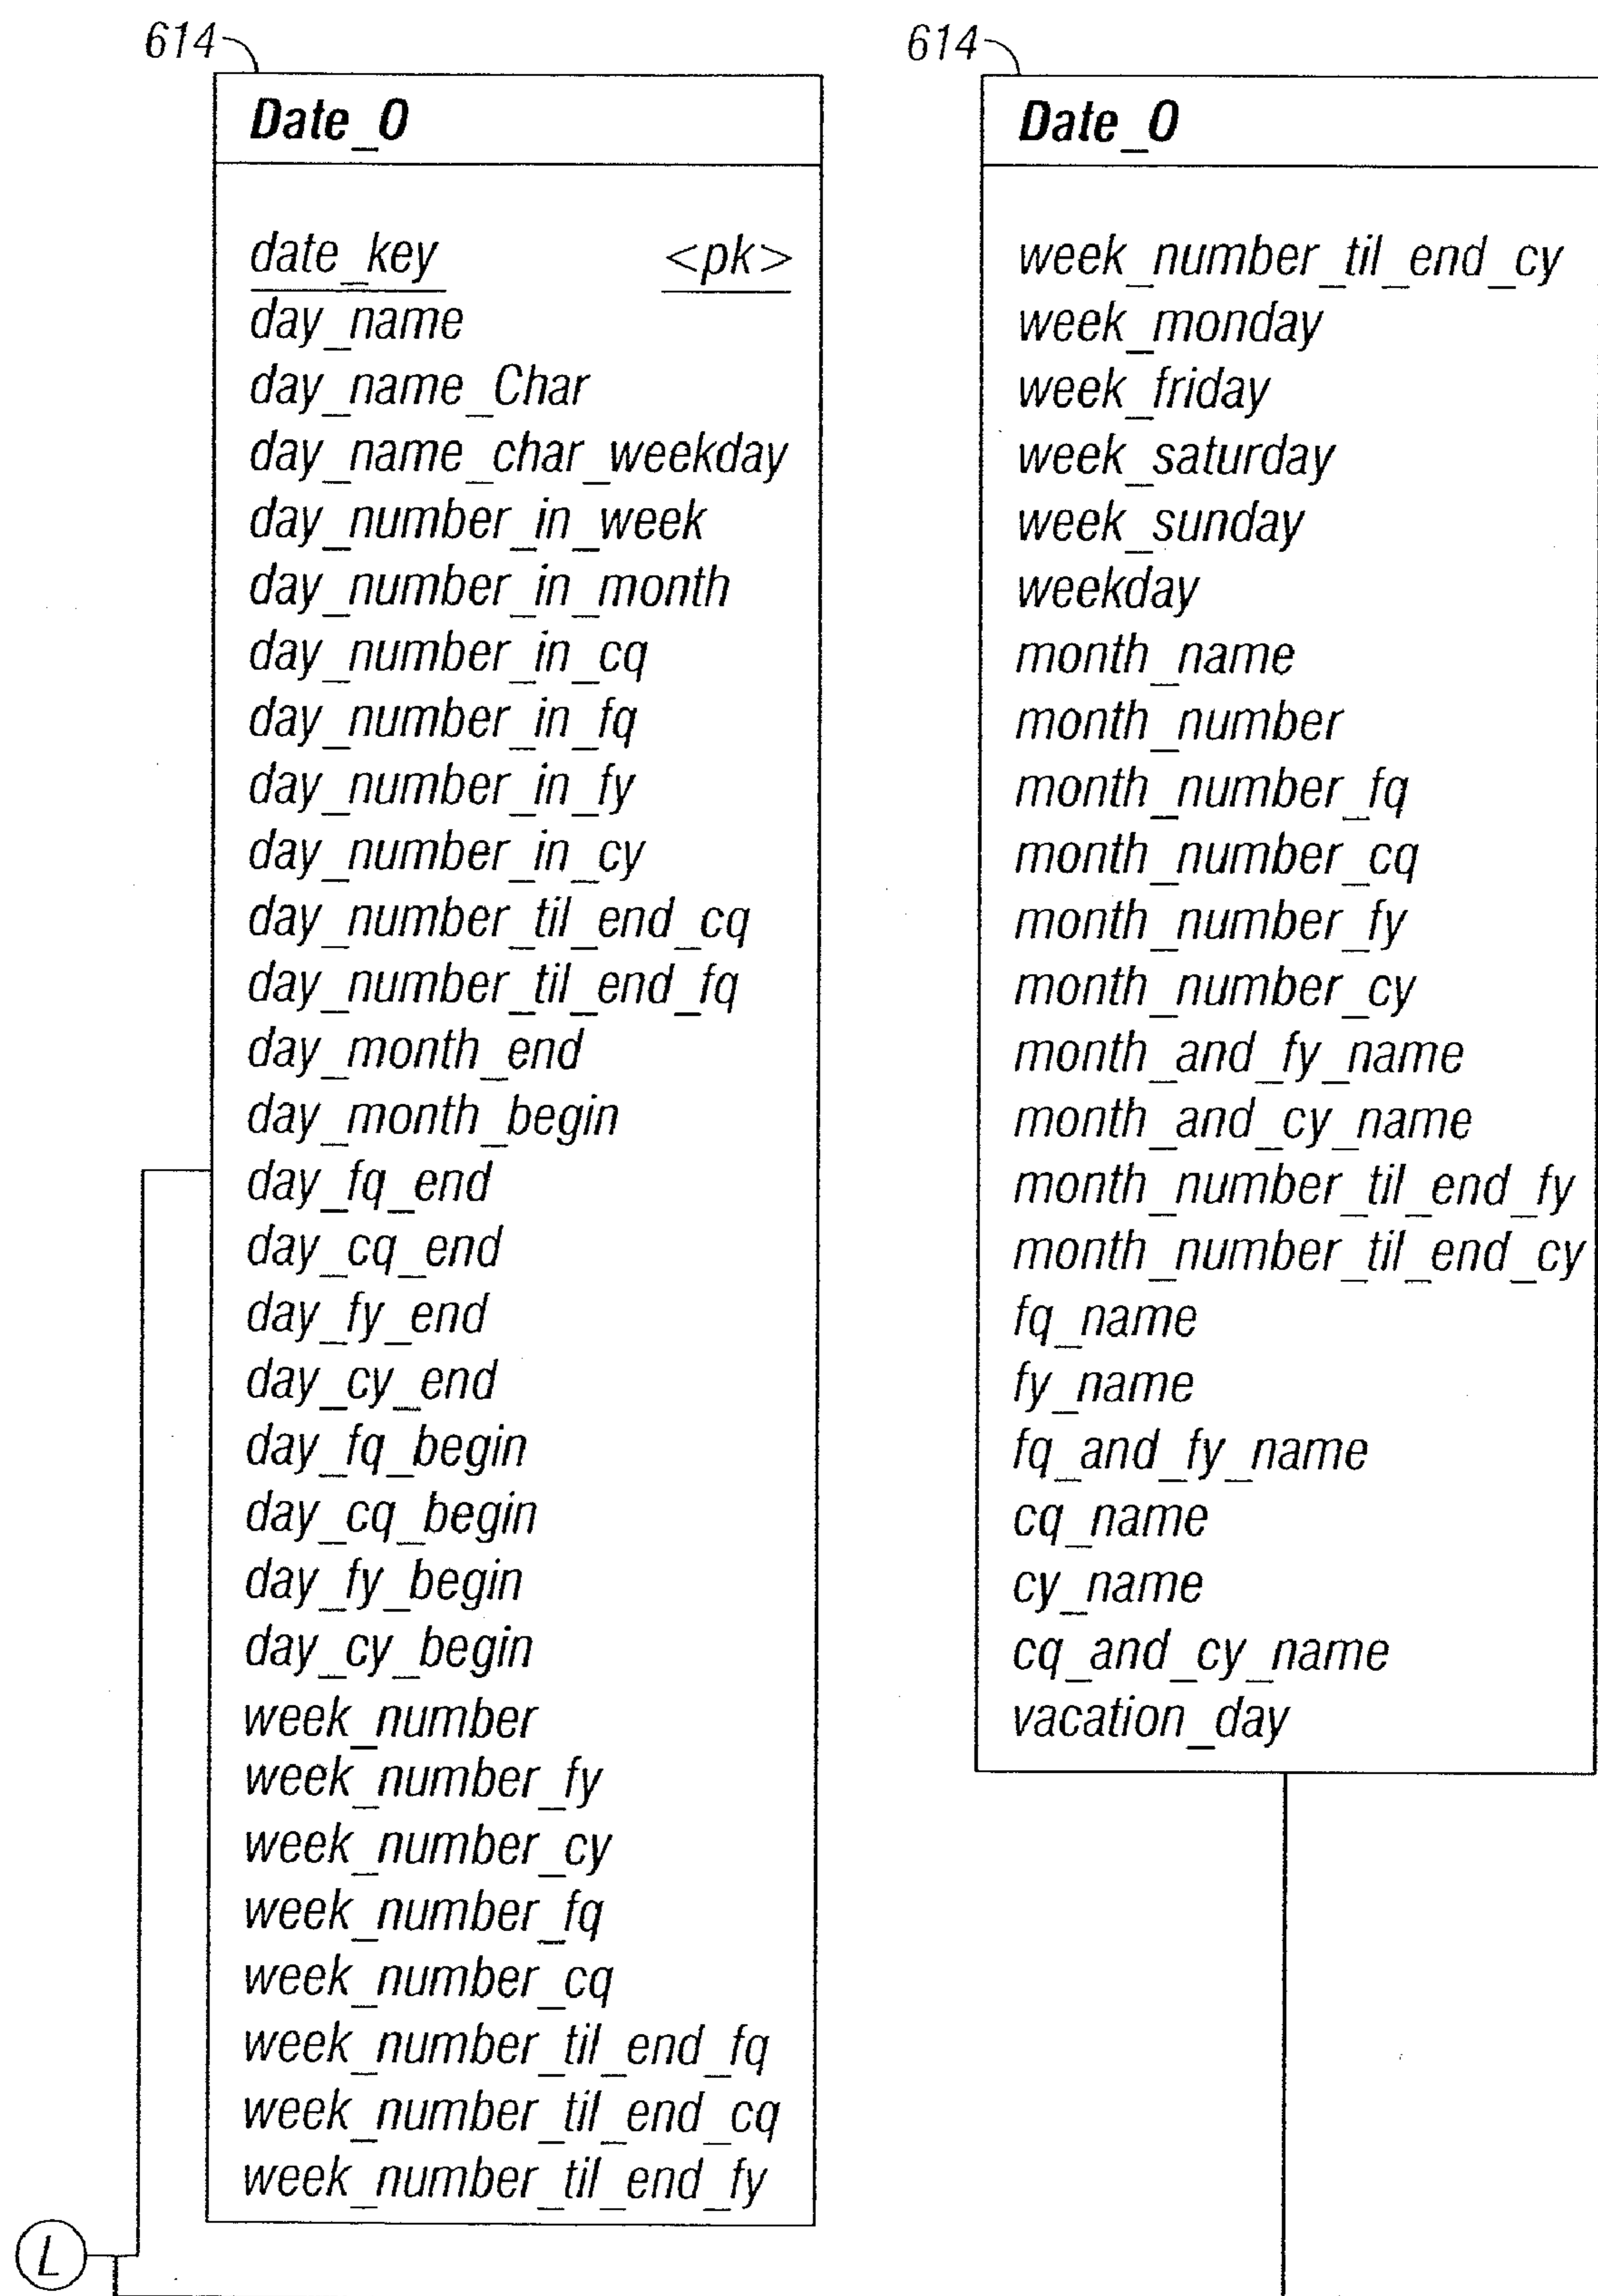 614
Date_0
date_key <pk>
day_name
day_name_Char
day_name_char_weekday
day_number_in_week
day_number_in_month
day_number_in_cq
day_number_in_fq
day_number_in_fy
day_number_in_cy
day_number_til_end_cq
day_number_til_end_fq
day_month_end
day_month_begin
day_fq_end
day_cq_end
day_fy_end
day_cy_end
day_fq_begin
day_cq_begin
day_fy_begin
day_cy_begin
week_number
week_number_fy
week_number_cy
week_number_fq
week_number_cq
week_number_til_end_fq
week_number_til_end_cq
week_number_til_end_fy
L
614
Date_0
week_number_til_end_cy
week_monday
week_friday
week_saturday
week_sunday
weekday
month_name
month_number
month_number_fq
month_number_cq
month_number_fy
month_number_cy
month_and_fy_name
month_and_cy_name
month_number_til_end_fy
month_number_til_end_cy
fq_name
fy_name
fq_and_fy_name
cq_name
cy_name
cq_and_cy_name
vacation_day